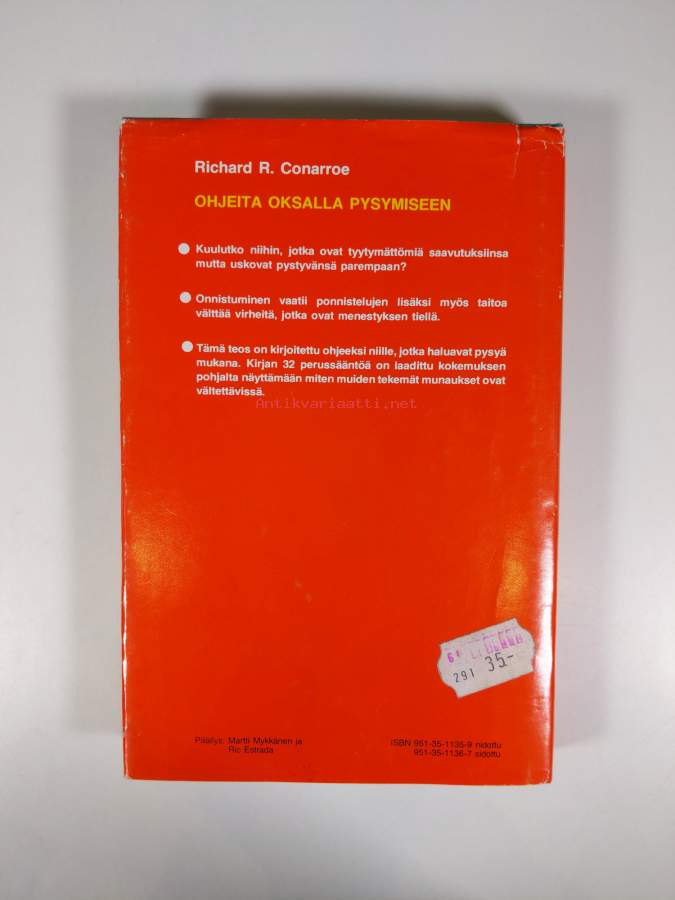 Richard R. Conarroe
OHJEITA OKSALLA PYSYMISEEN
Kuulutko niihin, jotka ovat tyytymättömiä saavutuksiinsa
mutta uskovat pystyvänsä parempaan?
Onnistuminen vaatii ponnistelujen lisäksi myös taitoa
välttää virheitä, jotka ovat menestyksen tiellä.
Tämä teos on kirjoitettu ohjeeksi niille, jotka haluavat pysyä
mukana. Kirjan 32 perussääntöä on laadittu kokemuksen
pohjalta näyttämään miten muiden tekemät munaukset ovat
vältettävissä.
Antikvariaatti.net
291 35-
Päällys: Martti Mykkänen ja
Ric Estrada
ISBN 951-35-1135-9 nidottu
951-35-1136-7 sidottu